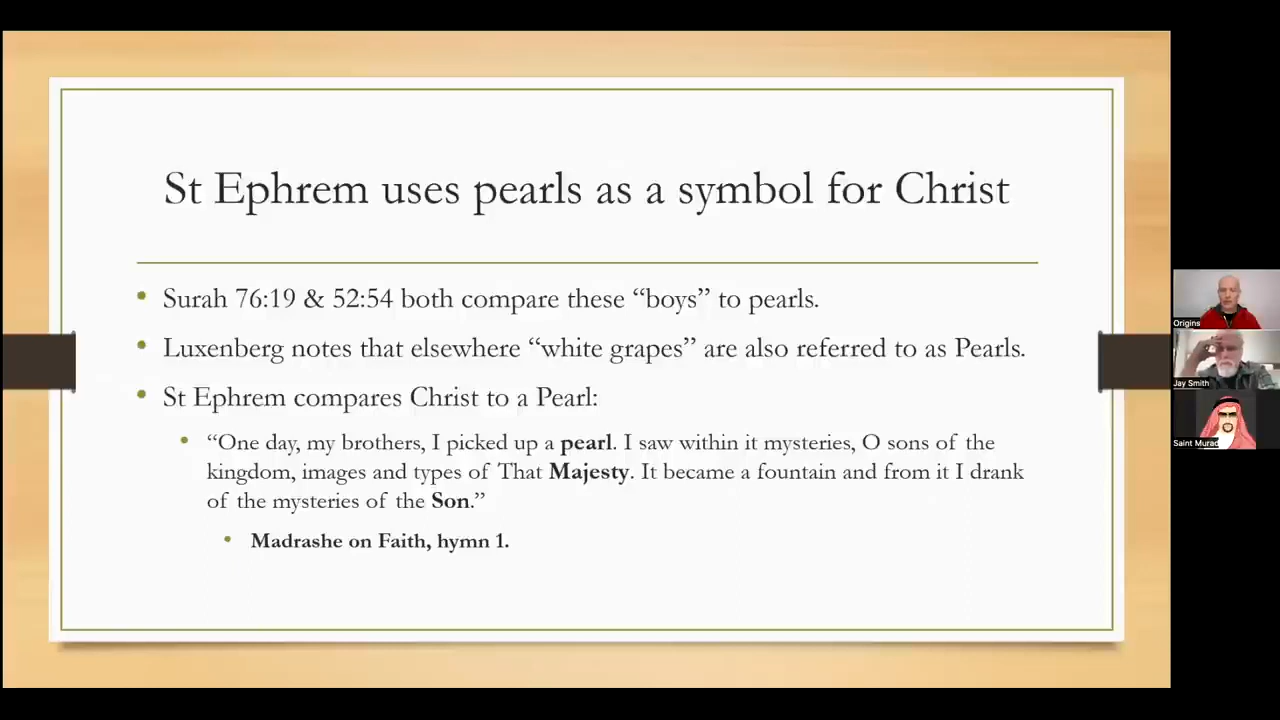 St Ephrem uses pearls as a symbol for Christ
• Surah 76:19 & 52:54 both compare these “boys” to pearls.
• Luxenberg notes that elsewhere “white grapes” are also referred to as Pearls.
• St Ephrem compares Christ to a Pearl:
• “One day, my brothers, I picked up a pearl. I saw within it mysteries, O sons of the
kingdom, images and types of That Majesty. It became a fountain and from it I drank
of the mysteries of the Son.”
• Madrashe on Faith, hymn 1.
Origins
Jay Smith
Saint Murad